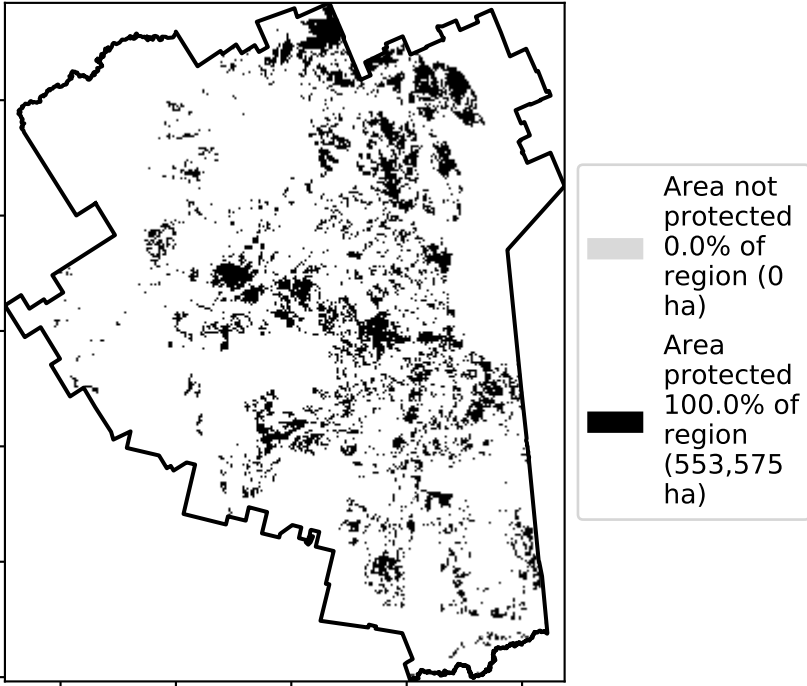 Area not
protected
0.0% of
region (0
ha)
Area
protected
100.0% of
region
(553,575
ha)